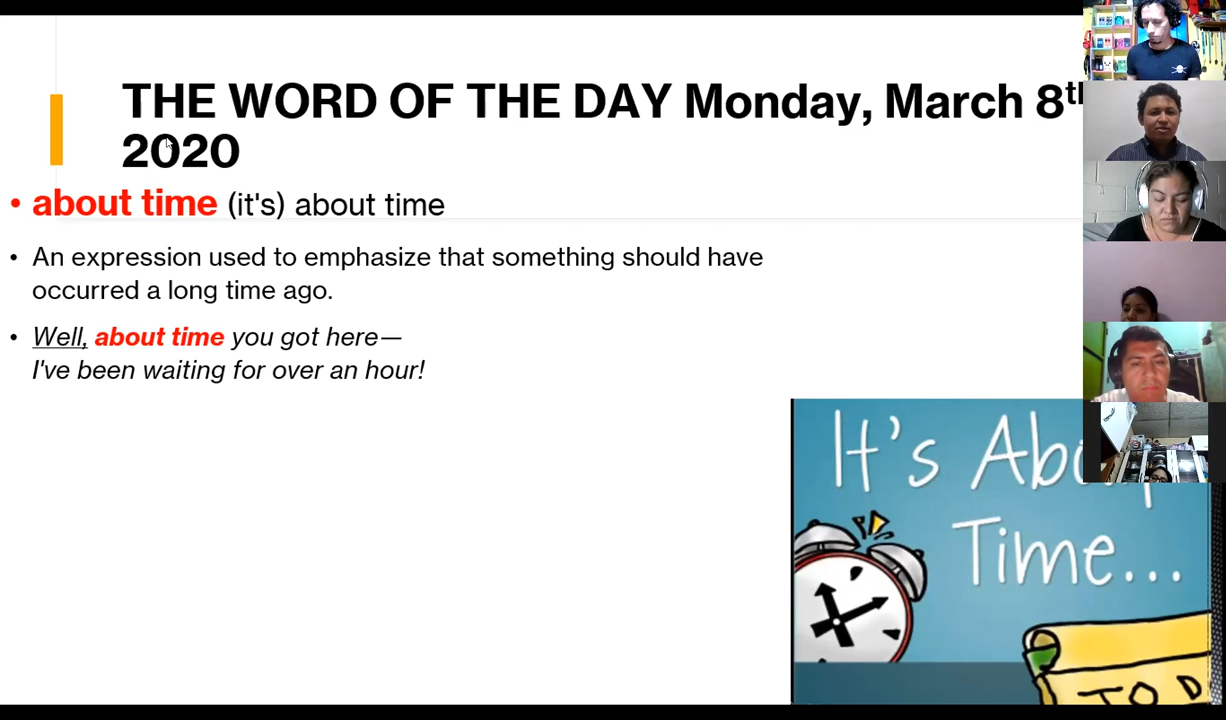 THE WORD OF THE DAY Monday, March 8th
2020
• about time (it's) about time
• An expression used to emphasize that something should have
occurred a long time ago.
• Well, about time you got here—
I've been waiting for over an hour!
It's
Time...
TO D